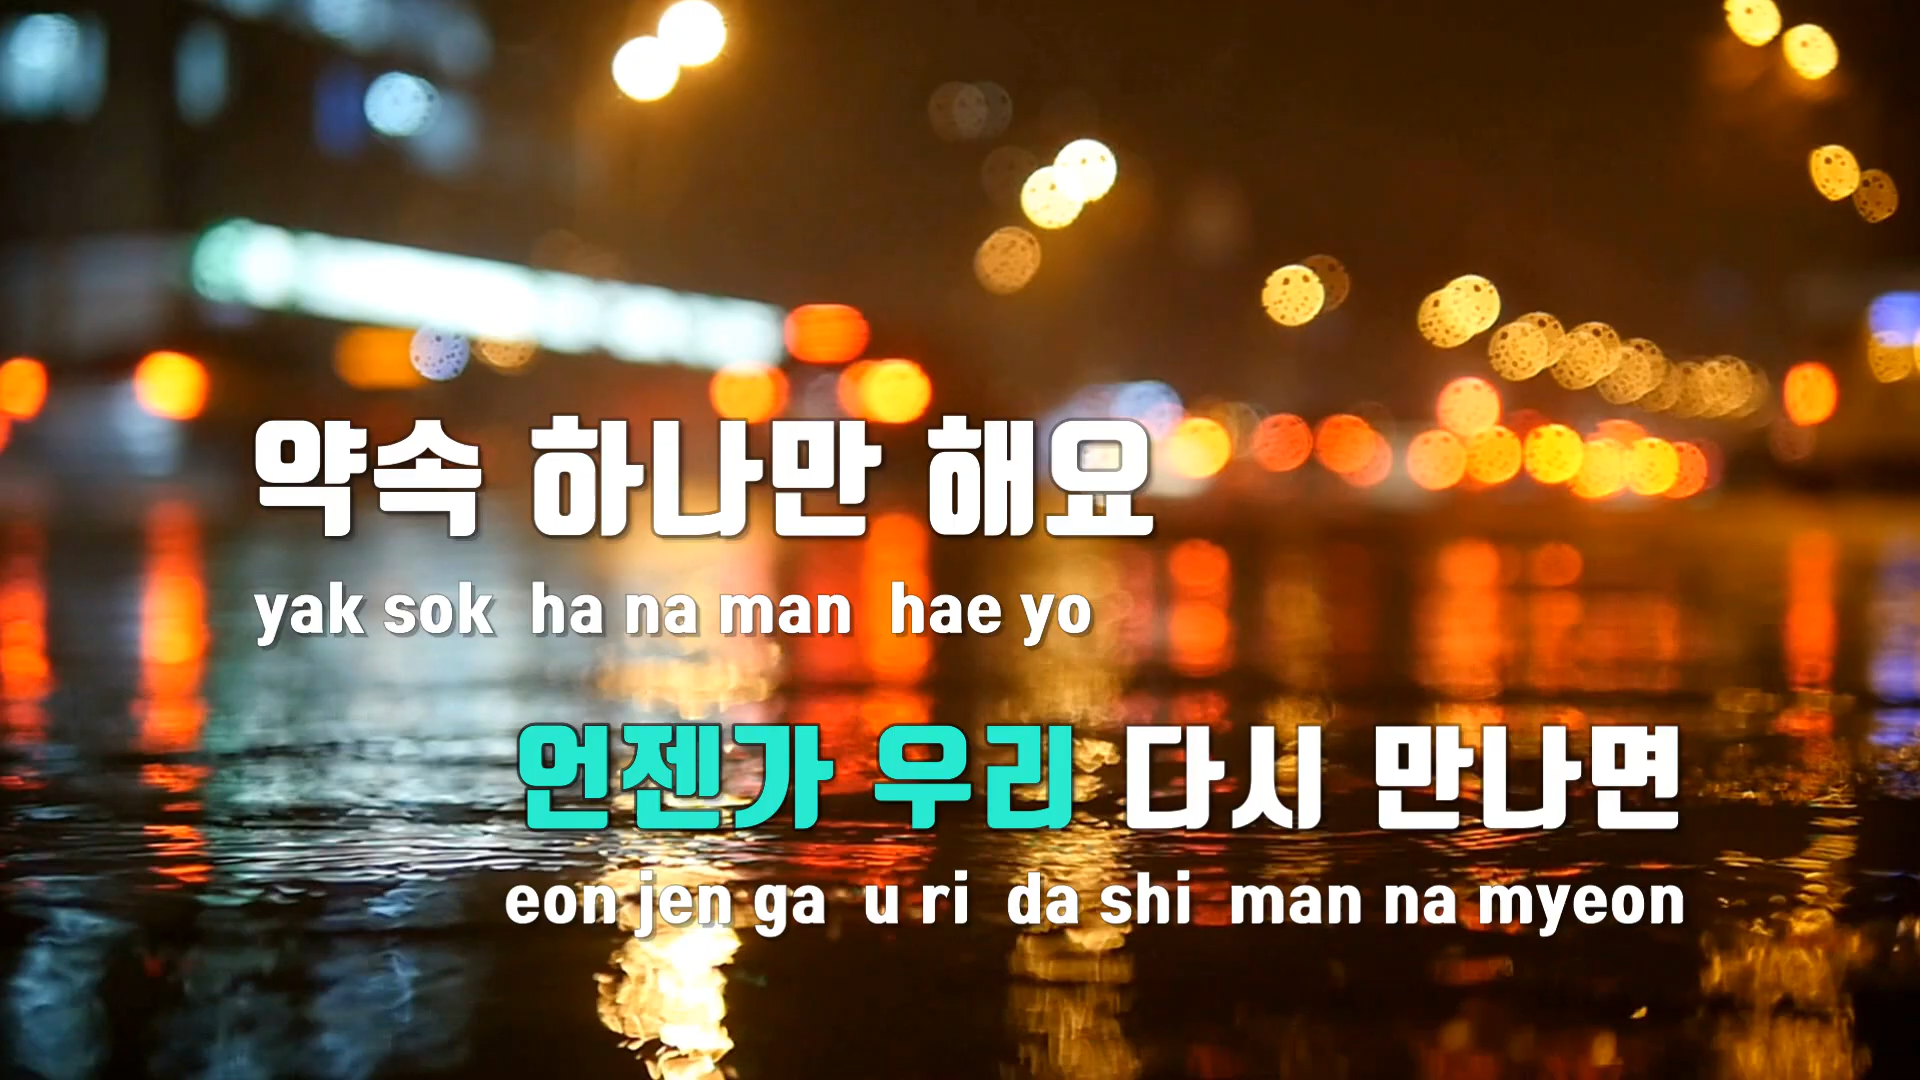 약속 하나만 해요
yak sok ha na man hae yo
언젠가 우리 다시 만나면
eon jen ga u ri da shi man na myeon